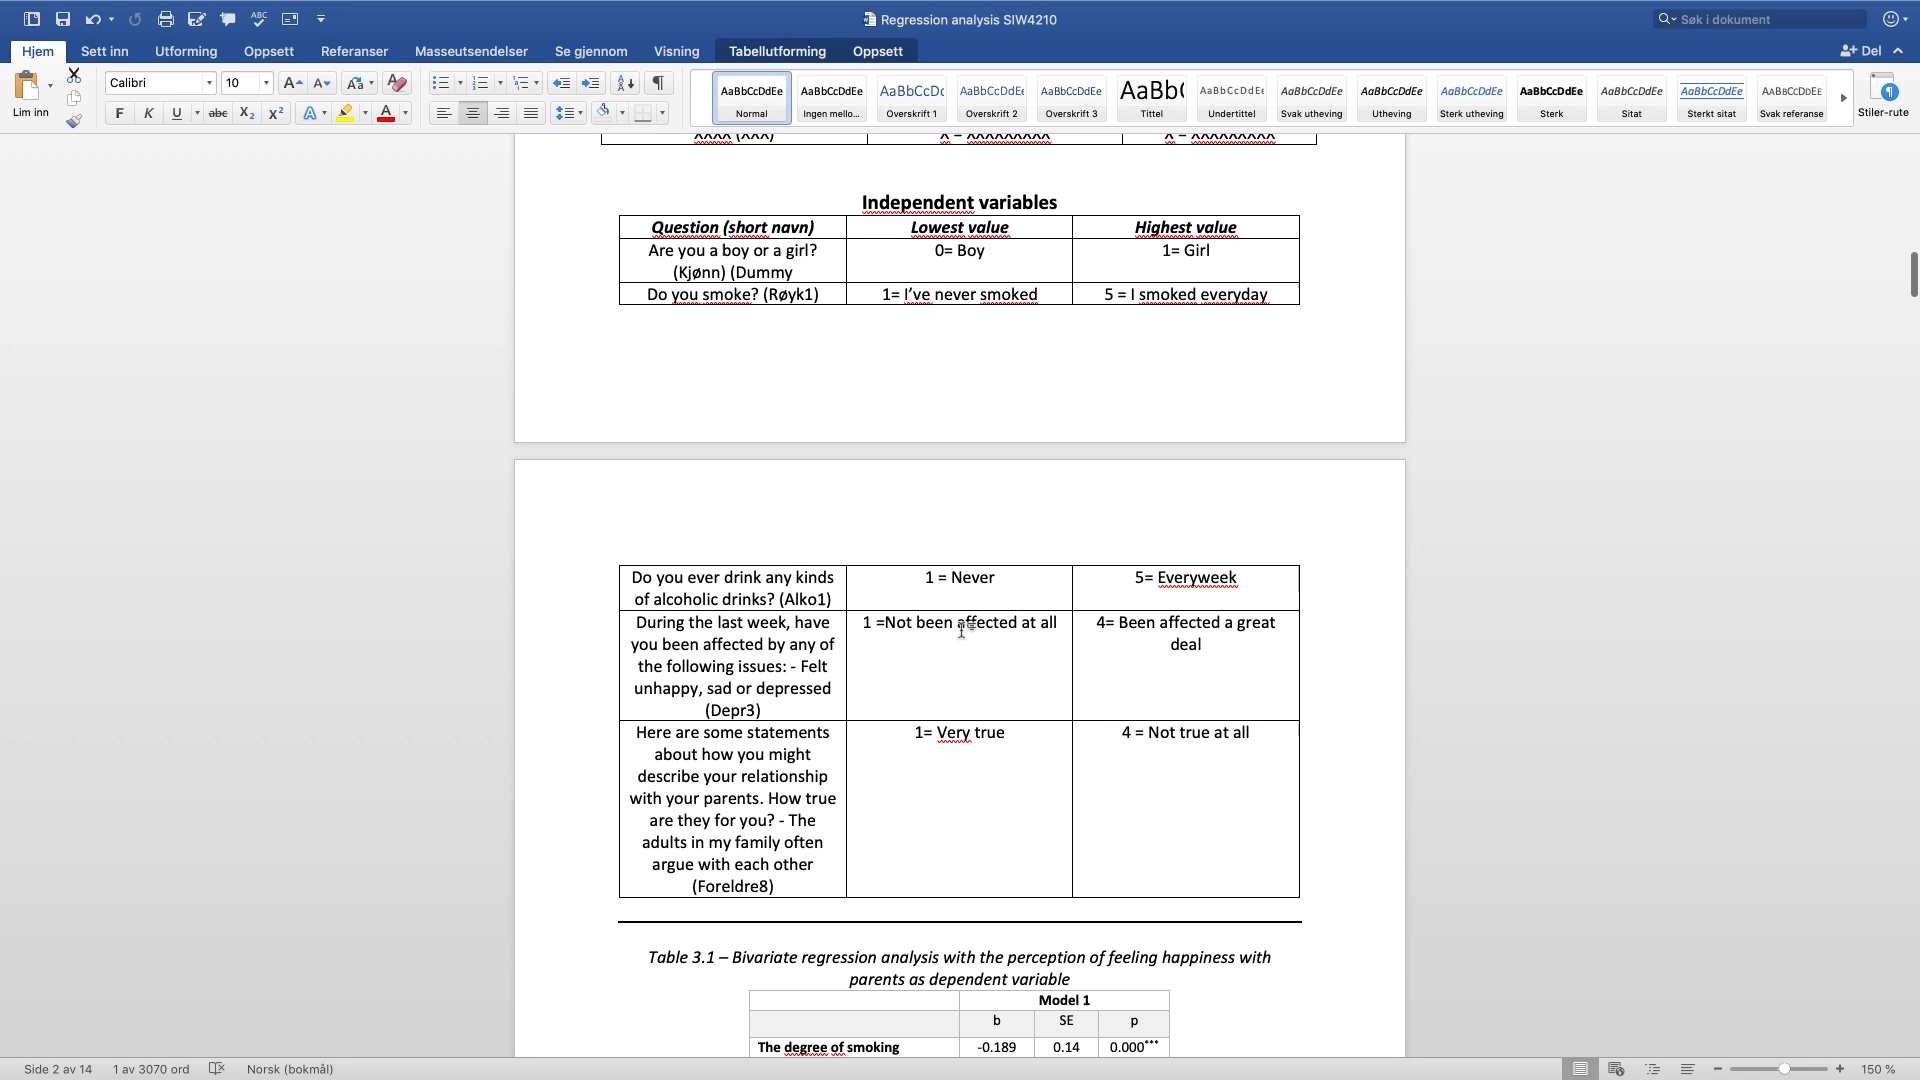 Regression analysis SIW4210
Søk i dokument
Hjem
Sett inn
Utforming
Oppsett
Referanser
Masseutsendelser
Se gjennom
Visning
Tabellutforming
Oppsett
Del
Lim inn
Calibri
10
AaBbCcDdEe
Normal
AaBbCcDdEe
Ingen mello...
AaBbCcDc
Overskrift 1
AaBbCcDdEe
Overskrift 2
AaBbCcDdEe
Overskrift 3
AaBb(
Tittel
AaBbCcDdEe
Undertittel
AaBbCcDdEe
Svak utheving
AaBbCcDdEe
Utheving
AaBbCcDdEe
Sterk utheving
AaBbCcDdEe
Sterk
AaBbCcDdEe
Sitat
AaBbCcDdEe
Sterkt sitat
AaBbCcDdEe
Svak referanse
Stiler-rute
Independent variables
Question (short navn)
Lowest value
Highest value
Are you a boy or a girl?
(Kjønn) (Dummy
0= Boy
1= Girl
Do you smoke? (Røyk1)
1= I've never smoked
5 = I smoked everyday
Do you ever drink any kinds
of alcoholic drinks? (Alko1)
1 = Never
5= Everyweek
During the last week, have
you been affected by any of
the following issues: - Felt
unhappy, sad or depressed
(Depr3)
1 =Not been affected at all
4= Been affected a great
deal
Here are some statements
about how you might
describe your relationship
with your parents. How true
are they for you? - The
adults in my family often
argue with each other
(Foreldre8)
1= Very true
4 = Not true at all
Table 3.1 – Bivariate regression analysis with the perception of feeling happiness with
parents as dependent variable
Model 1
b
SE
p
The degree of smoking
-0.189
0.14
0.000***
Side 2 av 14
1 av 3070 ord
Norsk (bokmål)
150 %